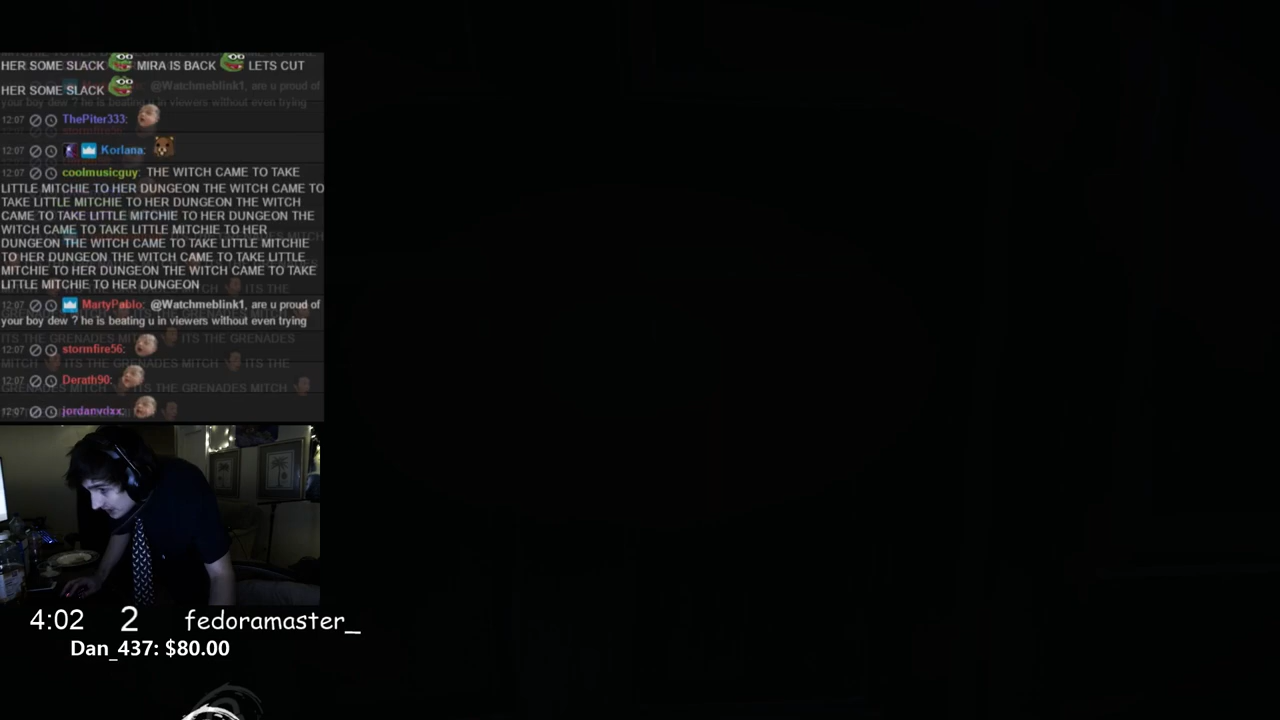 HER SOME SLACK MIRA IS BACK LETS CUT
HER SOME SLACK
12:07 ThePiter333:
12:07 Korlana:
12:07 coolmusicguy: THE WITCH CAME TO TAKE
LITTLE MITCHIE TO HER DUNGEON THE WITCH CAME TO
TAKE LITTLE MITCHIE TO HER DUNGEON THE WITCH
CAME TO TAKE LITTLE MITCHIE TO HER DUNGEON THE
WITCH CAME TO TAKE LITTLE MITCHIE TO HER
DUNGEON THE WITCH CAME TO TAKE LITTLE MITCHIE
TO HER DUNGEON THE WITCH CAME TO TAKE LITTLE
MITCHIE TO HER DUNGEON THE WITCH CAME TO TAKE
LITTLE MITCHIE TO HER DUNGEON
12:07 MartyPablo: @Watchmeblink1, are u proud of
your boy dew ? he is beating u in viewers without even trying
12:07 stormfire56:
12:07 Derath90:
12:07 jordanvdxx:
4:02 2 fedoramaster_
Dan_437: $80.00